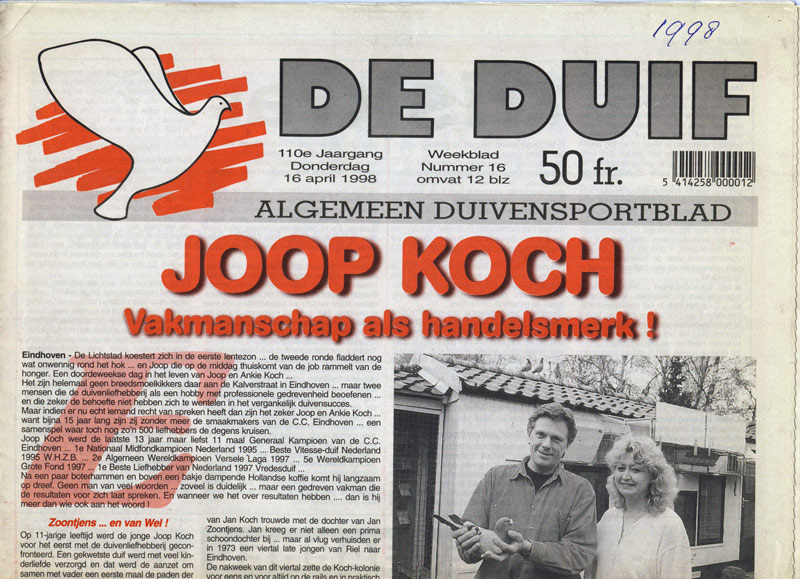 1998
DE DUIF
110e Jaargang
Donderdag
16 april 1998
Weekblad
Nummer 16
omvat 12 blz
50 fr.
5 414258 000012
ALGEMEEN DUIVENSPORTBLAD
JOOP KOCH
Vakmanschap als handelsmerk !
Eindhoven - De Lichtstad koestert zich in de eerste lentezon ... de tweede ronde fladdert nog
wat onwennig rond het hok ... en Joop die op de middag thuiskomt van de job rammelt van de
honger. Een doordeweekse dag in het leven van Joop en Ankie Koch ...
Het zijn helemaal geen breedsmoelkikkers daar aan de Kalverstraat in Eindhoven ... maar twee
mensen die de duivenliefhebberij als een hobby met professionele gedrevenheid beoefenen ...
en die zeker de behoefte niet hebben zich te wentelen in het vergankelijk duivensucces.
Maar indien er nu echt iemand recht van spreken heeft dan zijn het zeker Joop en Ankie Koch ...
want bijna 15 jaar lang zijn zij zonder meer de smaakmakers van de C.C. Eindhoven ... een
samenspel waar toch nog zo'n 500 liefhebbers de degens kruisen.
Joop Koch werd de laatste 13 jaar maar liefst 11 maal Generaal Kampioen van de C.C.
Eindhoven ... 1e Nationaal Midfondkampioen Nederland 1995 ... Beste Vitesse-duif Nederland
1995 W.H.Z.B. ... 2e Algemeen Wereldkampioen Versele Laga 1997 ... 5e Wereldkampioen
Grote Fond 1997 ... 1e Beste Liefhebber van Nederland 1997 Vredesduif ...
Na een paar boterhammen en boven een bakje dampende Hollandse koffie komt hij langzaam
op dreef. Geen man van veel woorden ... zoveel is duidelijk ... maar een gedreven vakman die
de resultaten voor zich laat spreken. En wanneer we het over resultaten hebben .... dan is hij
meer dan wie ook aan het woord !
Zoontjens ... en van Wel !
Op 11-jarige leeftijd werd de jonge Joop Koch
voor het eerst met de duivenliefhebberij gecon-
fronteerd. Een gekwetste duif werd met veel kin-
derliefde verzorgd en dat werd de aanzet om
samen met vader een eerste maal de paden der
van Jan Koch trouwde met de dochter van Jan
Zoontjens. Jan kreeg er niet alleen een prima
schoondochter bij ... maar al vlug verhuisden er
in 1973 een viertal late jongen van Riel naar
Eindhoven.
De nakweek van dit viertal zette de Koch-kolonie
voor eens en voor altijd op de rails en in praktisch